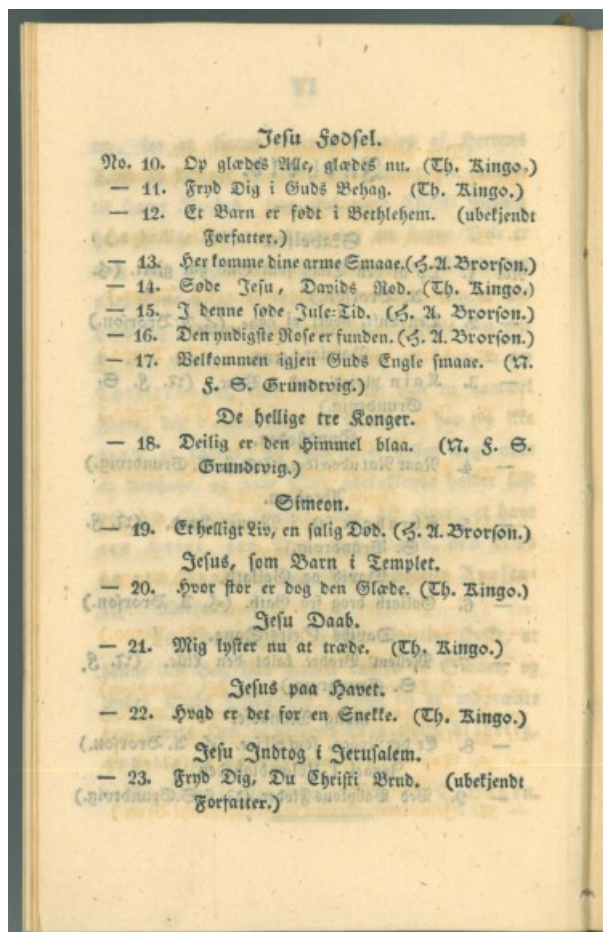 Jesu Fødsel.
No. 10. Op glædes Alle, glædes nu. (Th. Kingo.)
— 11. Fryd Dig i Guds Behag. (Th. Kingo.)
— 12. Et Barn er født i Bethlehem. (ubekjendt
Forfatter.)
— 13. Her komme dine arme Smaae. (H. A. Brorson.)
— 14. Søde Jesu, Davids Rod. (Th. Kingo.)
— 15. I denne søde Jule-Tid. (H. A. Brorson.)
— 16. Den yndigste Rose er funden. (H. A. Brorson.)
— 17. Velkommen igjen Guds Engle smaae. (N.
F. S. Grundtvig.)
De hellige tre Konger.
— 18. Deilig er den Himmel blaa. (N. F. S.
Grundtvig.)
Simeon.
— 19. Et helligt Liv, en salig Død. (H. A. Brorson.)
Jesus, som Barn i Templet.
— 20. Hvor stor er dog den Glæde. (Th. Kingo.)
Jesu Daab.
— 21. Mig lyster nu at træde. (Th. Kingo.)
Jesus paa Havet.
— 22. Hvad er det for en Snekke. (Th. Kingo.)
Jesu Indtog i Jerusalem.
— 23. Fryd Dig, Du Christi Brud. (ubekjendt
Forfatter.)